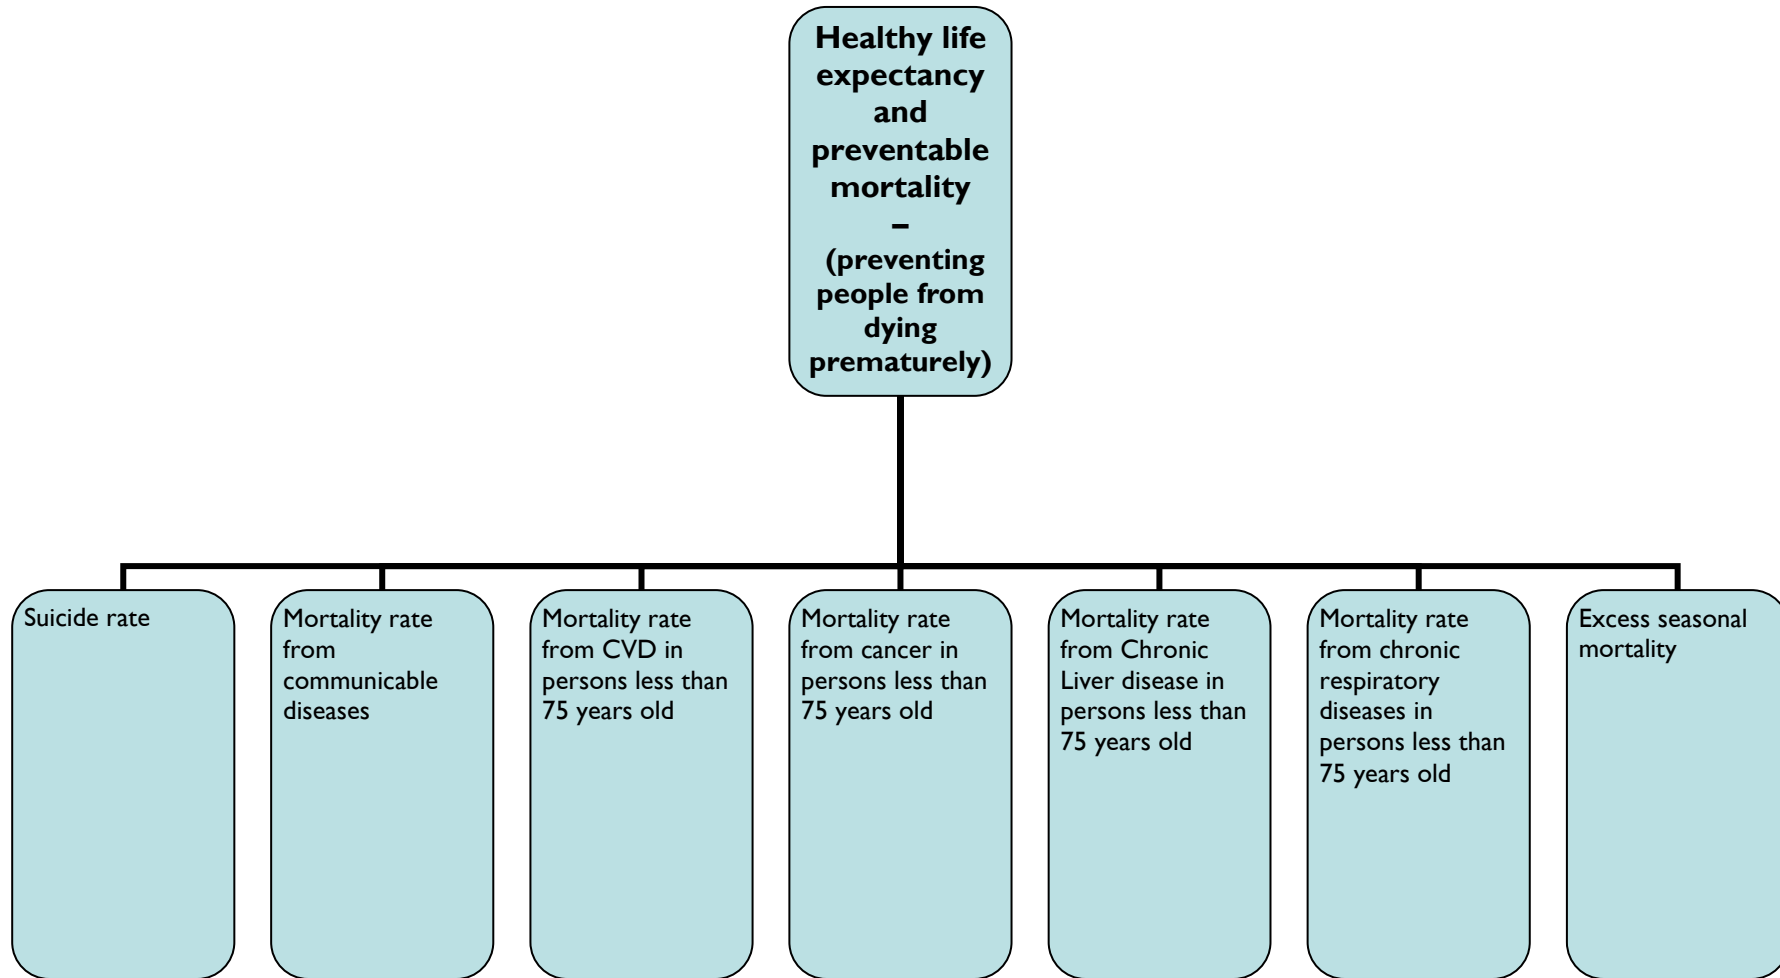 Healthy life
expectancy
and
preventable
mortality
–
(preventing
people from
dying
prematurely)
Suicide rate
Mortality rate
from
communicable
diseases
Mortality rate
from CVD in
persons less than
75 years old
Mortality rate
from cancer in
persons less than
75 years old
Mortality rate
from Chronic
Liver disease in
persons less than
75 years old
Mortality rate
from chronic
respiratory
diseases in
persons less than
75 years old
Excess seasonal
mortality